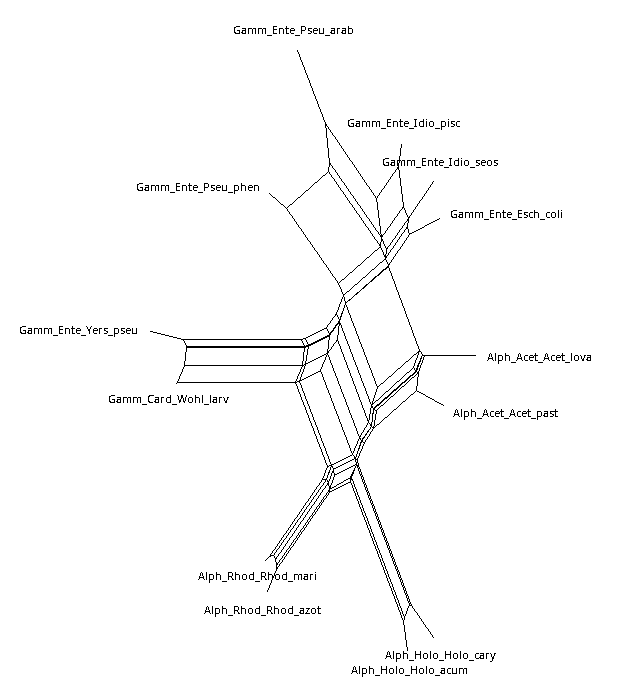 Gamm_Ente_Pseu_arab
Gamm_Ente_Idio_pisc
Gamm_Ente_Idio_seos
Gamm_Ente_Pseu_phen
Gamm_Ente_Esch_coli
Gamm_Ente_Yers_pseu
Alph_Acet_Acet_lova
Gamm_Card_Wohl_larv
Alph_Acet_Acet_past
Alph_Rhod_Rhod_mari
Alph_Rhod_Rhod_azot
Alph_Holo_Holo_cary
Alph_Holo_Holo_acum